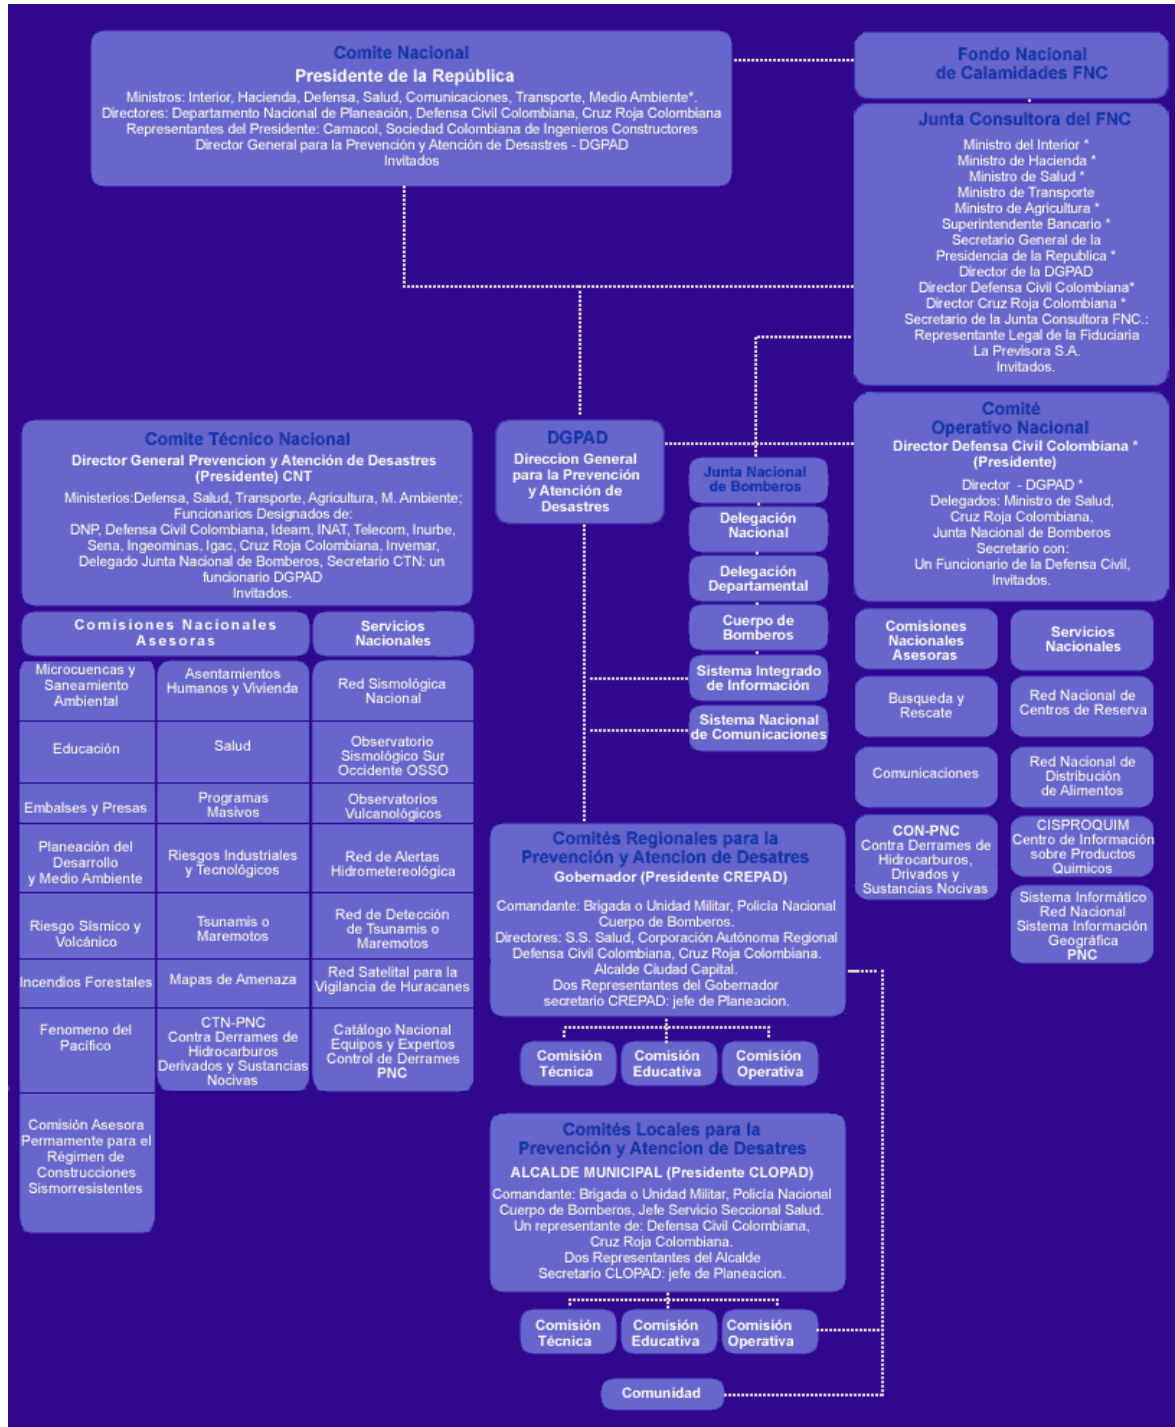 Comite Nacional
Presidente de la República
Ministros: Interior, Hacienda, Defensa, Salud, Comunicaciones, Transporte, Medio Ambiente*.
Directores: Departamento Nacional de Planeación, Defensa Civil Colombiana, Cruz Roja Colombiana
Representantes del Presidente: Camacol, Sociedad Colombiana de Ingenieros Constructores
Director General para la Prevención y Atención de Desastres - DGPAD
Invitados
Fondo Nacional
de Calamidades FNC
Junta Consultora del FNC
Ministro del Interior *
Ministro de Hacienda *
Ministro de Salud *
Ministro de Transporte
Ministro de Agricultura *
Superintendente Bancario *
Secretario General de la
Presidencia de la Republica *
Director de la DGPAD
Director Defensa Civil Colombiana*
Director Cruz Roja Colombiana *
Secretario de la Junta Consultora FNC.:
Representante Legal de la Fiduciaria
La Previsora S.A.
Invitados.
Comite Técnico Nacional
Director General Prevencion y Atención de Desastres
(Presidente) CNT
Ministerios:Defensa, Salud, Transporte, Agricultura, M. Ambiente;
Funcionarios Designados de:
DNP, Defensa Civil Colombiana, Ideam, INAT, Telecom, Inurbe,
Sena, Ingeominas, Igac, Cruz Roja Colombiana, Invemar,
Delegado Junta Nacional de Bomberos, Secretario CTN: un
funcionario DGPAD
Invitados.
DGPAD
Direccion General
para la Prevención
y Atención de
Desastres
Junta Nacional
de Bomberos
Delegación
Nacional
Delegación
Departamental
Cuerpo de
Bomberos
Sistema Integrado
de Información
Sistema Nacional
de Comunicaciones
Comité
Operativo Nacional
Director Defensa Civil Colombiana *
(Presidente)
Director - DGPAD *
Delegados: Ministro de Salud,
Cruz Roja Colombiana,
Junta Nacional de Bomberos
Secretario con:
Un Funcionario de la Defensa Civil,
Invitados.
Comisiones Nacionales
Asesoras
Servicios
Nacionales
Microcuencas y
Saneamiento
Ambiental
Asentamientos
Humanos y Vivienda
Red Sismológica
Nacional
Educación
Salud
Observatorio
Sismológico Sur
Occidente OSSO
Embalses y Presas
Programas
Masivos
Observatorios
Vulcanológicos
Planeación del
Desarrollo
y Medio Ambiente
Riesgos Industriales
y Tecnológicos
Red de Alertas
Hidrometereológica
Riesgo Sísmico y
Volcánico
Tsunamis o
Maremotos
Red de Detección
de Tsunamis o
Maremotos
Incendios Forestales
Mapas de Amenaza
Red Satelital para la
Vigilancia de Huracanes
Fenomeno del
Pacífico
CTN-PNC
Contra Derrames de
Hidrocarburos
Derivados y Sustancias
Nocivas
Catálogo Nacional
Equipos y Expertos
Control de Derrames
PNC
Comisión Asesora
Permamente para el
Régimen de
Construcciones
Sismorresistentes
Comisiones
Nacionales
Asesoras
Servicios
Nacionales
Busqueda y
Rescate
Red Nacional de
Centros de Reserva
Comunicaciones
Red Nacional de
Distribución
de Alimentos
CON-PNC
Contra Derrames de
Hidrocarburos,
Drivados y
Sustancias Nocivas
CISPROQUIM
Centro de Información
sobre Productos
Quimicos
Sistema Informático
Red Nacional
Sistema Información
Geográfica
PNC
Comités Regionales para la
Prevención y Atencion de Desatres
Gobernador (Presidente CREPAD)
Comandante: Brigada o Unidad Militar, Policía Nacional
Cuerpo de Bomberos.
Directores: S.S. Salud, Corporación Autónoma Regional
Defensa Civil Colombiana, Cruz Roja Colombiana.
Alcalde Ciudad Capital.
Dos Representantes del Gobernador
secretario CREPAD: jefe de Planeacion.
Comisión
Técnica
Comisión
Educativa
Comisión
Operativa
Comités Locales para la
Prevención y Atencion de Desatres
ALCALDE MUNICIPAL (Presidente CLOPAD)
Comandante: Brigada o Unidad Militar, Policía Nacional
Cuerpo de Bomberos, Jefe Servicio Seccional Salud.
Un representante de: Defensa Civil Colombiana,
Cruz Roja Colombiana.
Dos Representantes del Alcalde
Secretario CLOPAD: jefe de Planeacion.
Comisión
Técnica
Comisión
Educativa
Comisión
Operativa
Comunidad